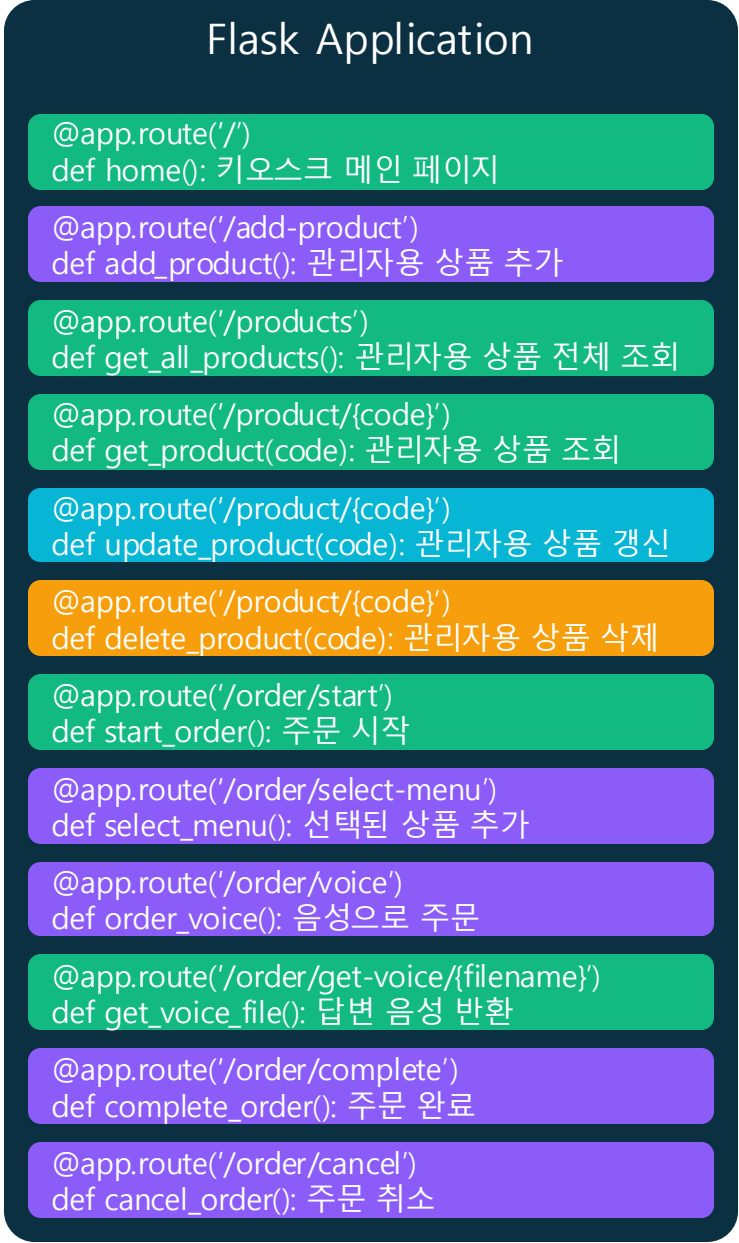 Flask Application
@app.route('/')
def home(): 키오스크 메인 페이지
@app.route('/add-product')
def add_product(): 관리자용 상품 추가
@app.route('/products')
def get_all_products(): 관리자용 상품 전체 조회
@app.route('/product/{code}')
def get_product(code): 관리자용 상품 조회
@app.route('/product/{code}')
def update_product(code): 관리자용 상품 갱신
@app.route('/product/{code}')
def delete_product(code): 관리자용 상품 삭제
@app.route('/order/start')
def start_order(): 주문 시작
@app.route('/order/select-menu')
def select_menu(): 선택된 상품 추가
@app.route('/order/voice')
def order_voice(): 음성으로 주문
@app.route('/order/get-voice/{filename}')
def get_voice_file(): 답변 음성 반환
@app.route('/order/complete')
def complete_order(): 주문 완료
@app.route('/order/cancel')
def cancel_order(): 주문 취소